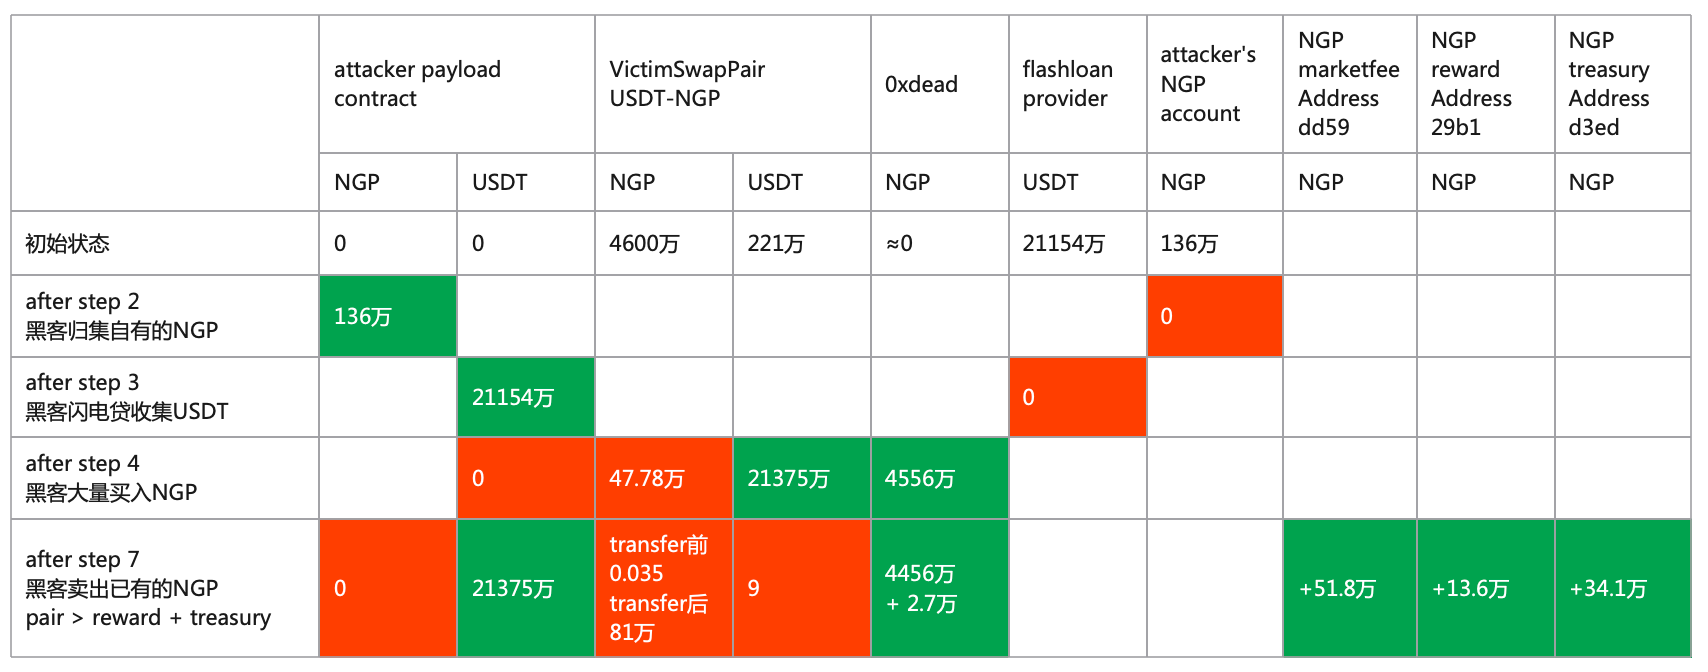 attacker payload
contract
VictimSwapPair
USDT-NGP
0xdead
flashloan
provider
attacker's
NGP
account
NGP
marketfee
Address
dd59
NGP
reward
Address
29b1
NGP
treasury
Address
d3ed
NGP
USDT
NGP
USDT
NGP
USDT
NGP
NGP
NGP
NGP
初始状态
0
0
4600万
221万
≈0
21154万
136万
after step 2
黑客归集自有的NGP
136万
0
after step 3
黑客闪电贷收集USDT
21154万
0
after step 4
黑客大量买入NGP
0
47.78万
21375万
4556万
after step 7
黑客卖出已有的NGP
pair > reward + treasury
0
21375万
transfer前
0.035
transfer后
81万
9
4456万
+ 2.7万
+51.8万
+13.6万
+34.1万